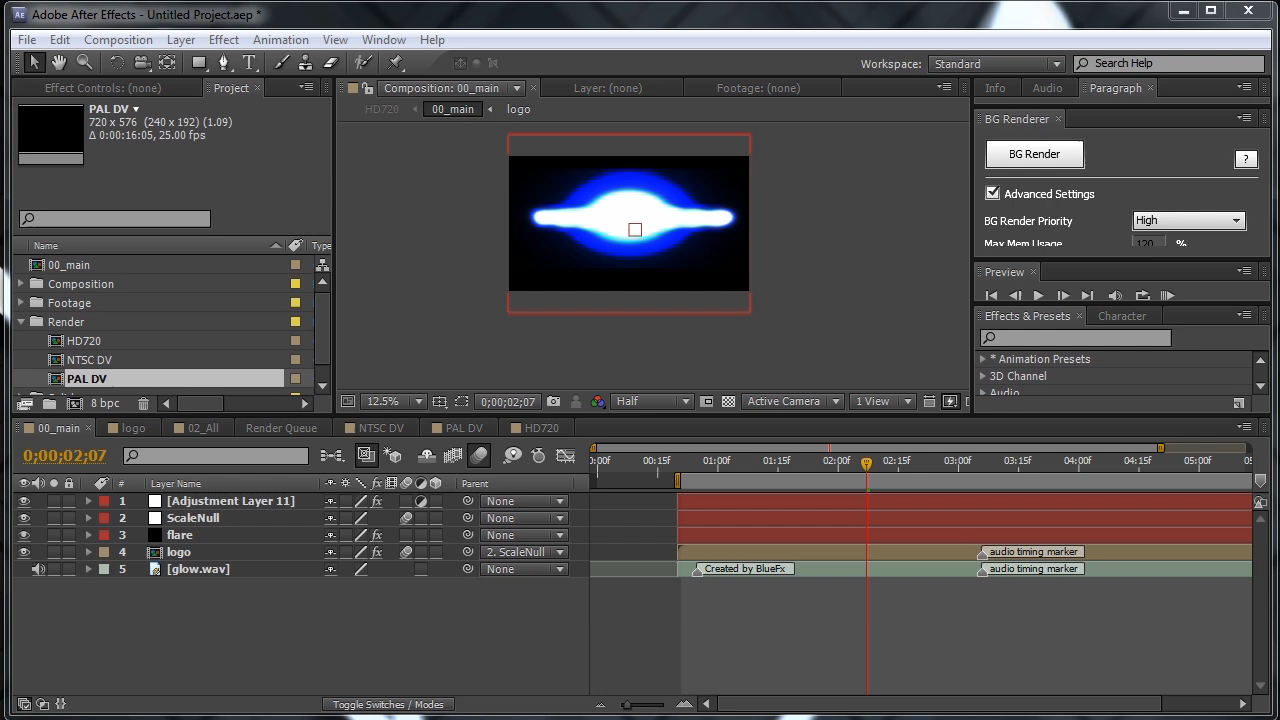 Adobe After Effects - Untitled Project.aep *
File Edit Composition Layer Effect Animation View Window Help
Workspace: Standard Search Help
Effect Controls: (none) Project
PAL DV
720 x 576 (240 x 192) (1.09)
Δ 0:00:16:05, 25.00 fps
Name Type
00_main
Composition
Footage
Render
HD720
NTSC DV
PAL DV
8 bpc
Composition: 00_main Layer: (none) Footage: (none)
HD720 00_main logo
12.5% 0;00;02;07 Half Active Camera 1 View
Info Audio Paragraph
BG Renderer
BG Render ?
Advanced Settings
BG Render Priority High
Max Mem Usage 120 %
Preview
Effects & Presets Character
* Animation Presets
3D Channel
Audio
00_main logo 02_All Render Queue NTSC DV PAL DV HD720
0;00;02;07
:00f 00:15f 01:00f 01:15f 02:00f 02:15f 03:00f 03:15f 04:00f 04:15f 05:00f
# Layer Name Parent
1 [Adjustment Layer 11] None
2 ScaleNull None
3 flare None
4 logo 2. ScaleNull audio timing marker
5 [glow.wav] None Created by BlueFx audio timing marker
Toggle Switches / Modes